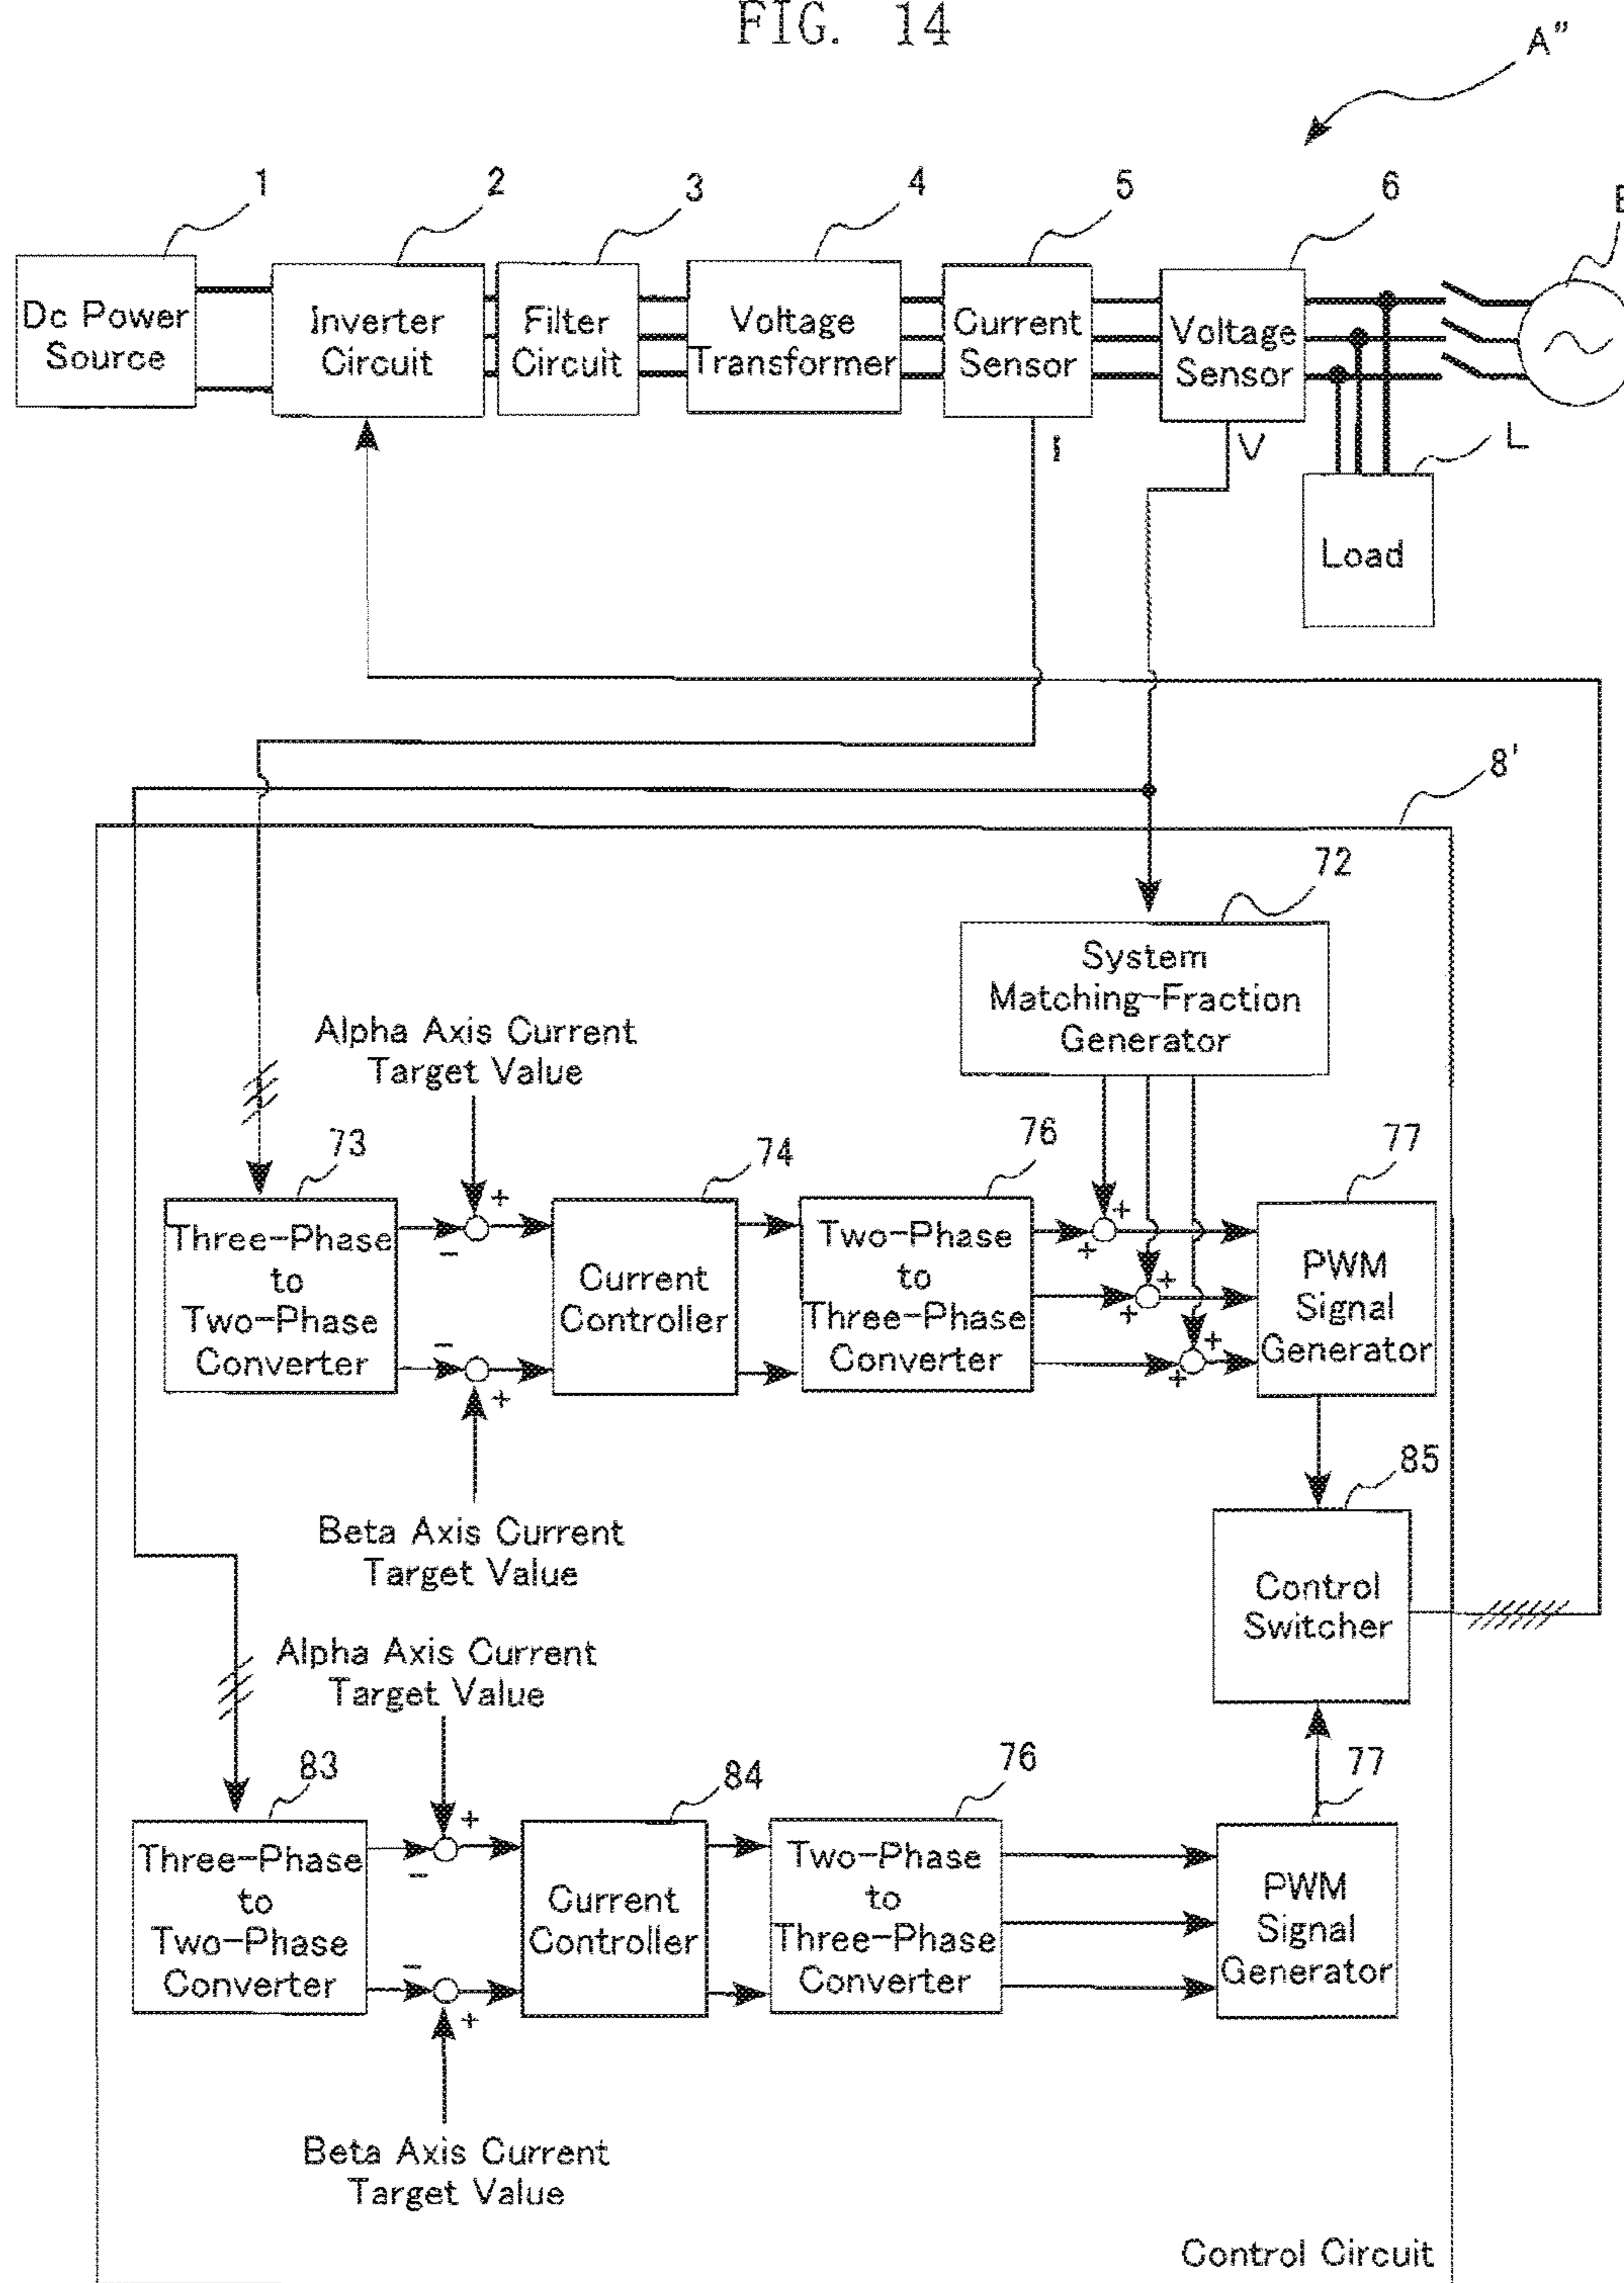 FIG. 14
A"
1
2
3
4
5
6
B
Dc Power
Source
Inverter
Circuit
Filter
Circuit
Voltage
Transformer
Current
Sensor
Voltage
Sensor
I
V
L
Load
8'
72
System
Matching-Fraction
Generator
Alpha Axis Current
Target Value
73
74
76
77
Three-Phase
to
Two-Phase
Converter
+
-
-
+
Current
Controller
Two-Phase
to
Three-Phase
Converter
+
+
+
+
+
+
PWM
Signal
Generator
Beta Axis Current
Target Value
85
Control
Switcher
Alpha Axis Current
Target Value
83
84
76
77
Three-Phase
to
Two-Phase
Converter
+
-
-
+
Current
Controller
Two-Phase
to
Three-Phase
Converter
PWM
Signal
Generator
Beta Axis Current
Target Value
Control Circuit